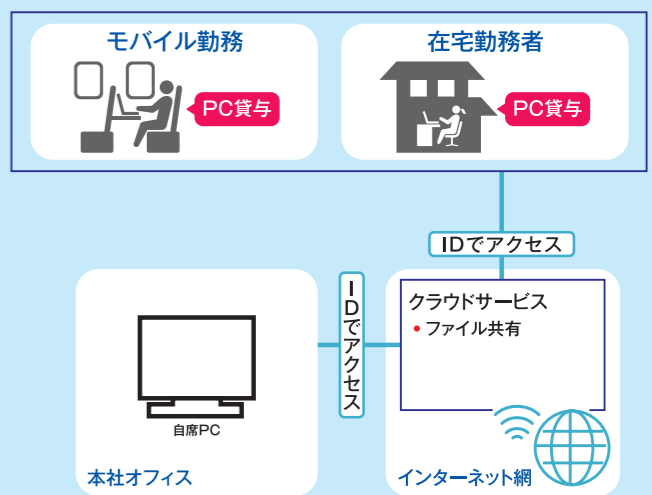 モバイル勤務
在宅勤務者
PC貸与
PC貸与
IDでアクセス
IDでアクセス
クラウドサービス
• ファイル共有
自席PC
本社オフィス
インターネット網